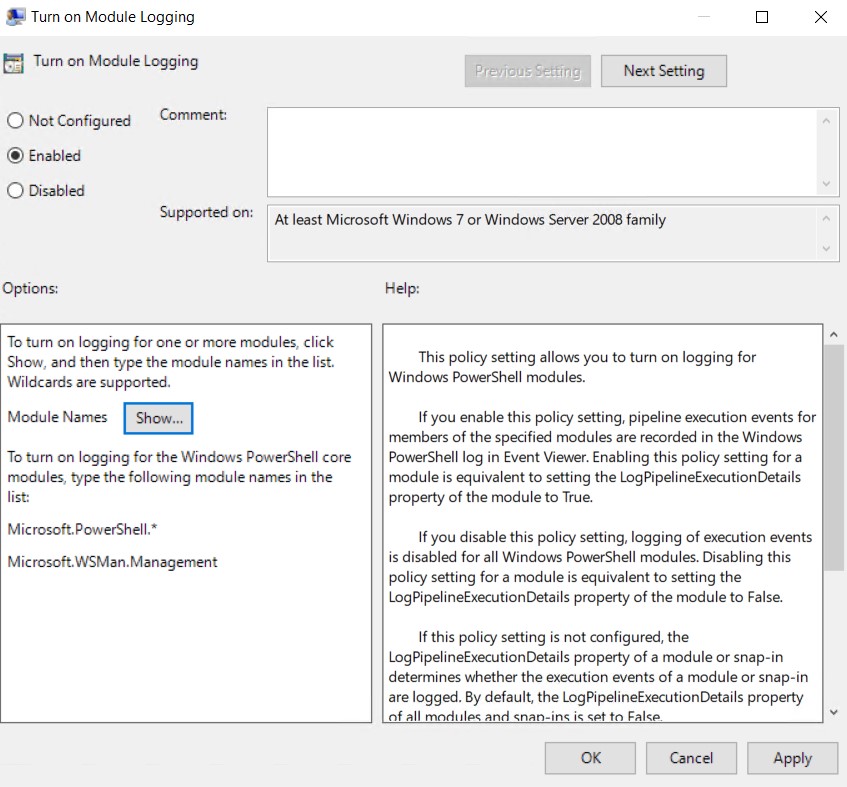 Turn on Module Logging
Turn on Module Logging
Previous Setting
Next Setting
Not Configured
Enabled
Disabled
Comment:
Supported on:
At least Microsoft Windows 7 or Windows Server 2008 family
Options:
Help:
To turn on logging for one or more modules, click
Show, and then type the module names in the list.
Wildcards are supported.
Module Names
Show...
To turn on logging for the Windows PowerShell core
modules, type the following module names in the
list:
Microsoft.PowerShell.*
Microsoft.WSMan.Management
This policy setting allows you to turn on logging for
Windows PowerShell modules.
If you enable this policy setting, pipeline execution events for
members of the specified modules are recorded in the Windows
PowerShell log in Event Viewer. Enabling this policy setting for a
module is equivalent to setting the LogPipelineExecutionDetails
property of the module to True.
If you disable this policy setting, logging of execution events
is disabled for all Windows PowerShell modules. Disabling this
policy setting for a module is equivalent to setting the
LogPipelineExecutionDetails property of the module to False.
If this policy setting is not configured, the
LogPipelineExecutionDetails property of a module or snap-in
determines whether the execution events of a module or snap-in
are logged. By default, the LogPipelineExecutionDetails property
of all modules and snap-ins is set to False.
OK
Cancel
Apply